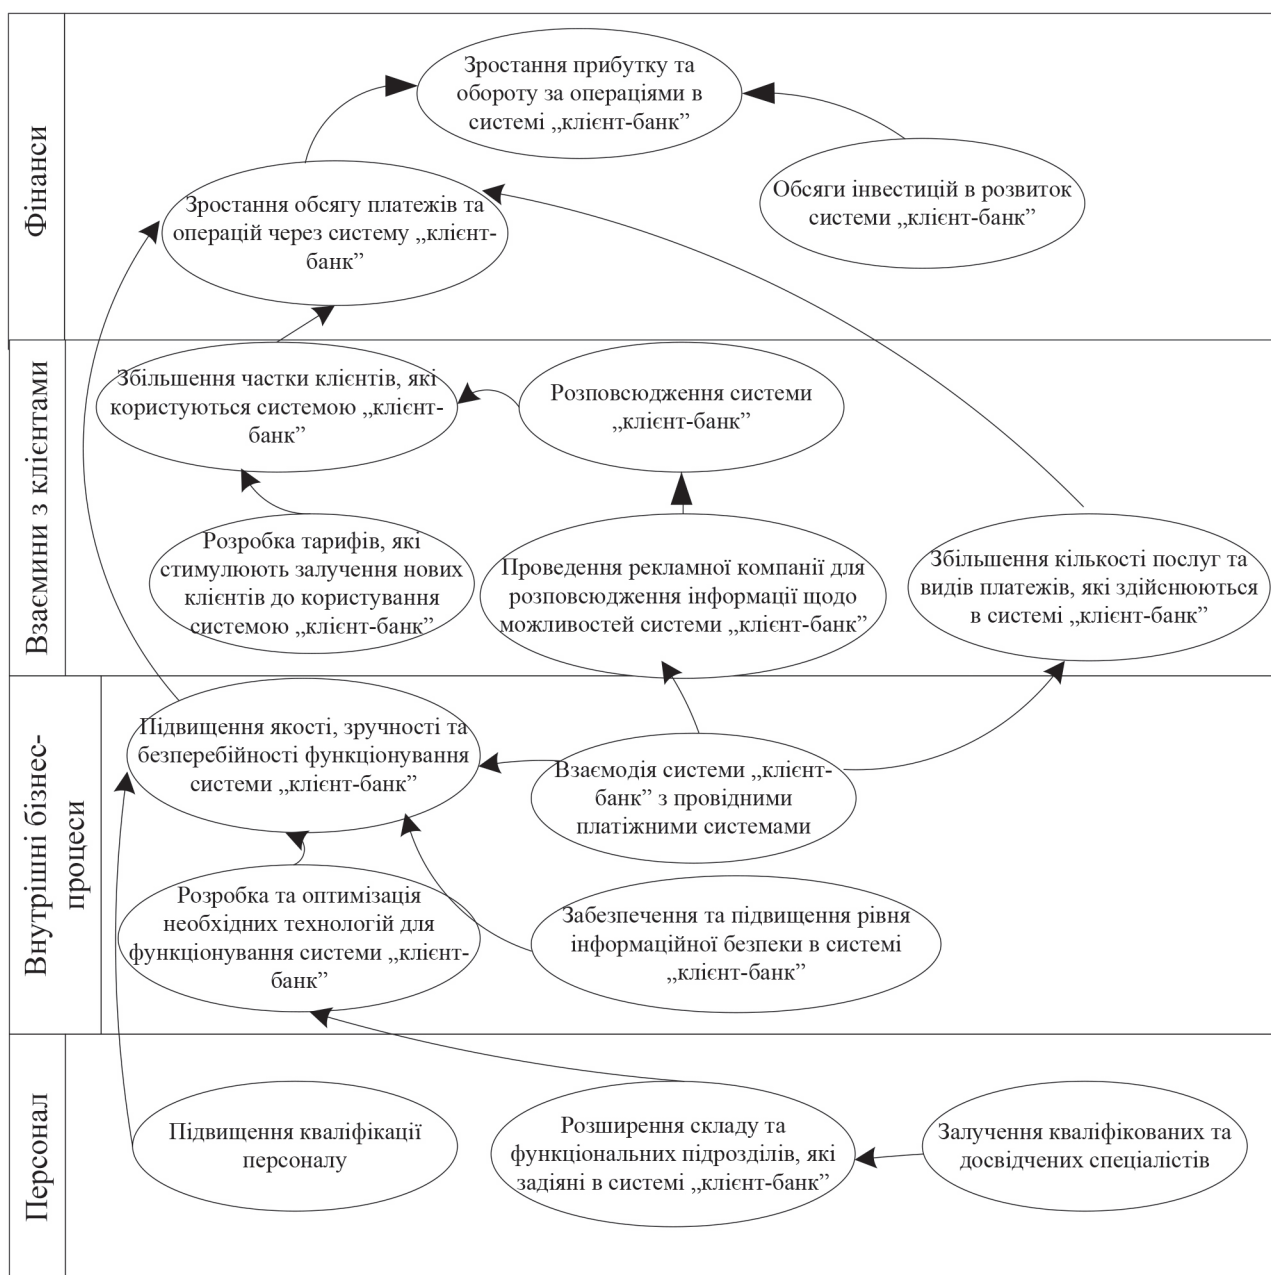 Фінанси
Зростання прибутку та
обороту за операціями в
системі „клієнт-банк”
Обсяги інвестицій в розвиток
системи „клієнт-банк”
Зростання обсягу платежів та
операцій через систему „клієнт-
банк”
Взаємини з клієнтами
Збільшення частки клієнтів, які
користуються системою „клієнт-
банк”
Розповсюдження системи
„клієнт-банк”
Розробка тарифів, які
стимулюють залучення нових
клієнтів до користування
системою „клієнт-банк”
Проведення рекламної компанії для
розповсюдження інформації щодо
можливостей системи „клієнт-банк”
Збільшення кількості послуг та
видів платежів, які здійснюються
в системі „клієнт-банк”
Внутрішні бізнес-
процеси
Підвищення якості, зручності та
безперебійності функціонування
системи „клієнт-банк”
Взаємодія системи „клієнт-
банк” з провідними
платіжними системами
Розробка та оптимізація
необхідних технологій для
функціонування системи „клієнт-
банк”
Забезпечення та підвищення рівня
інформаційної безпеки в системі
„клієнт-банк”
Персонал
Підвищення кваліфікації
персоналу
Розширення складу та
функціональних підрозділів, які
задіяні в системі „клієнт-банк”
Залучення кваліфікованих та
досвідчених спеціалістів